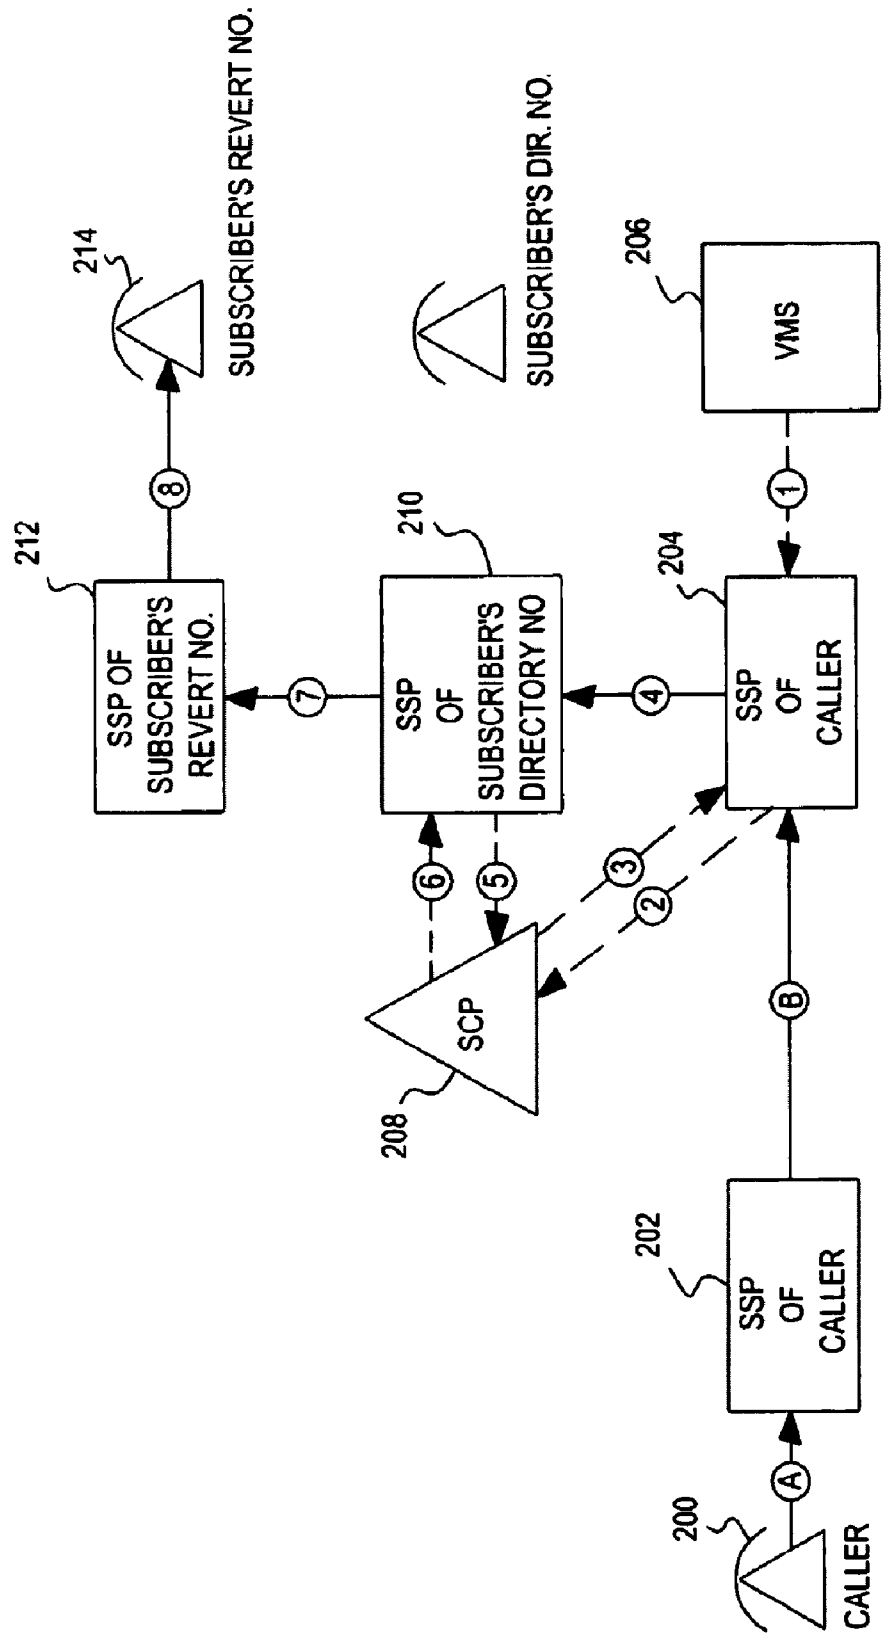 212
SSP OF
SUBSCRIBER'S
REVERT NO.
7
8
214
SUBSCRIBER'S REVERT NO.
208
SCP
6
5
210
SSP
OF
SUBSCRIBER'S
DIRECTORY NO
SUBSCRIBER'S DIR. NO.
3
2
4
200
CALLER
A
202
SSP
OF
CALLER
B
204
SSP
OF
CALLER
1
206
VMS